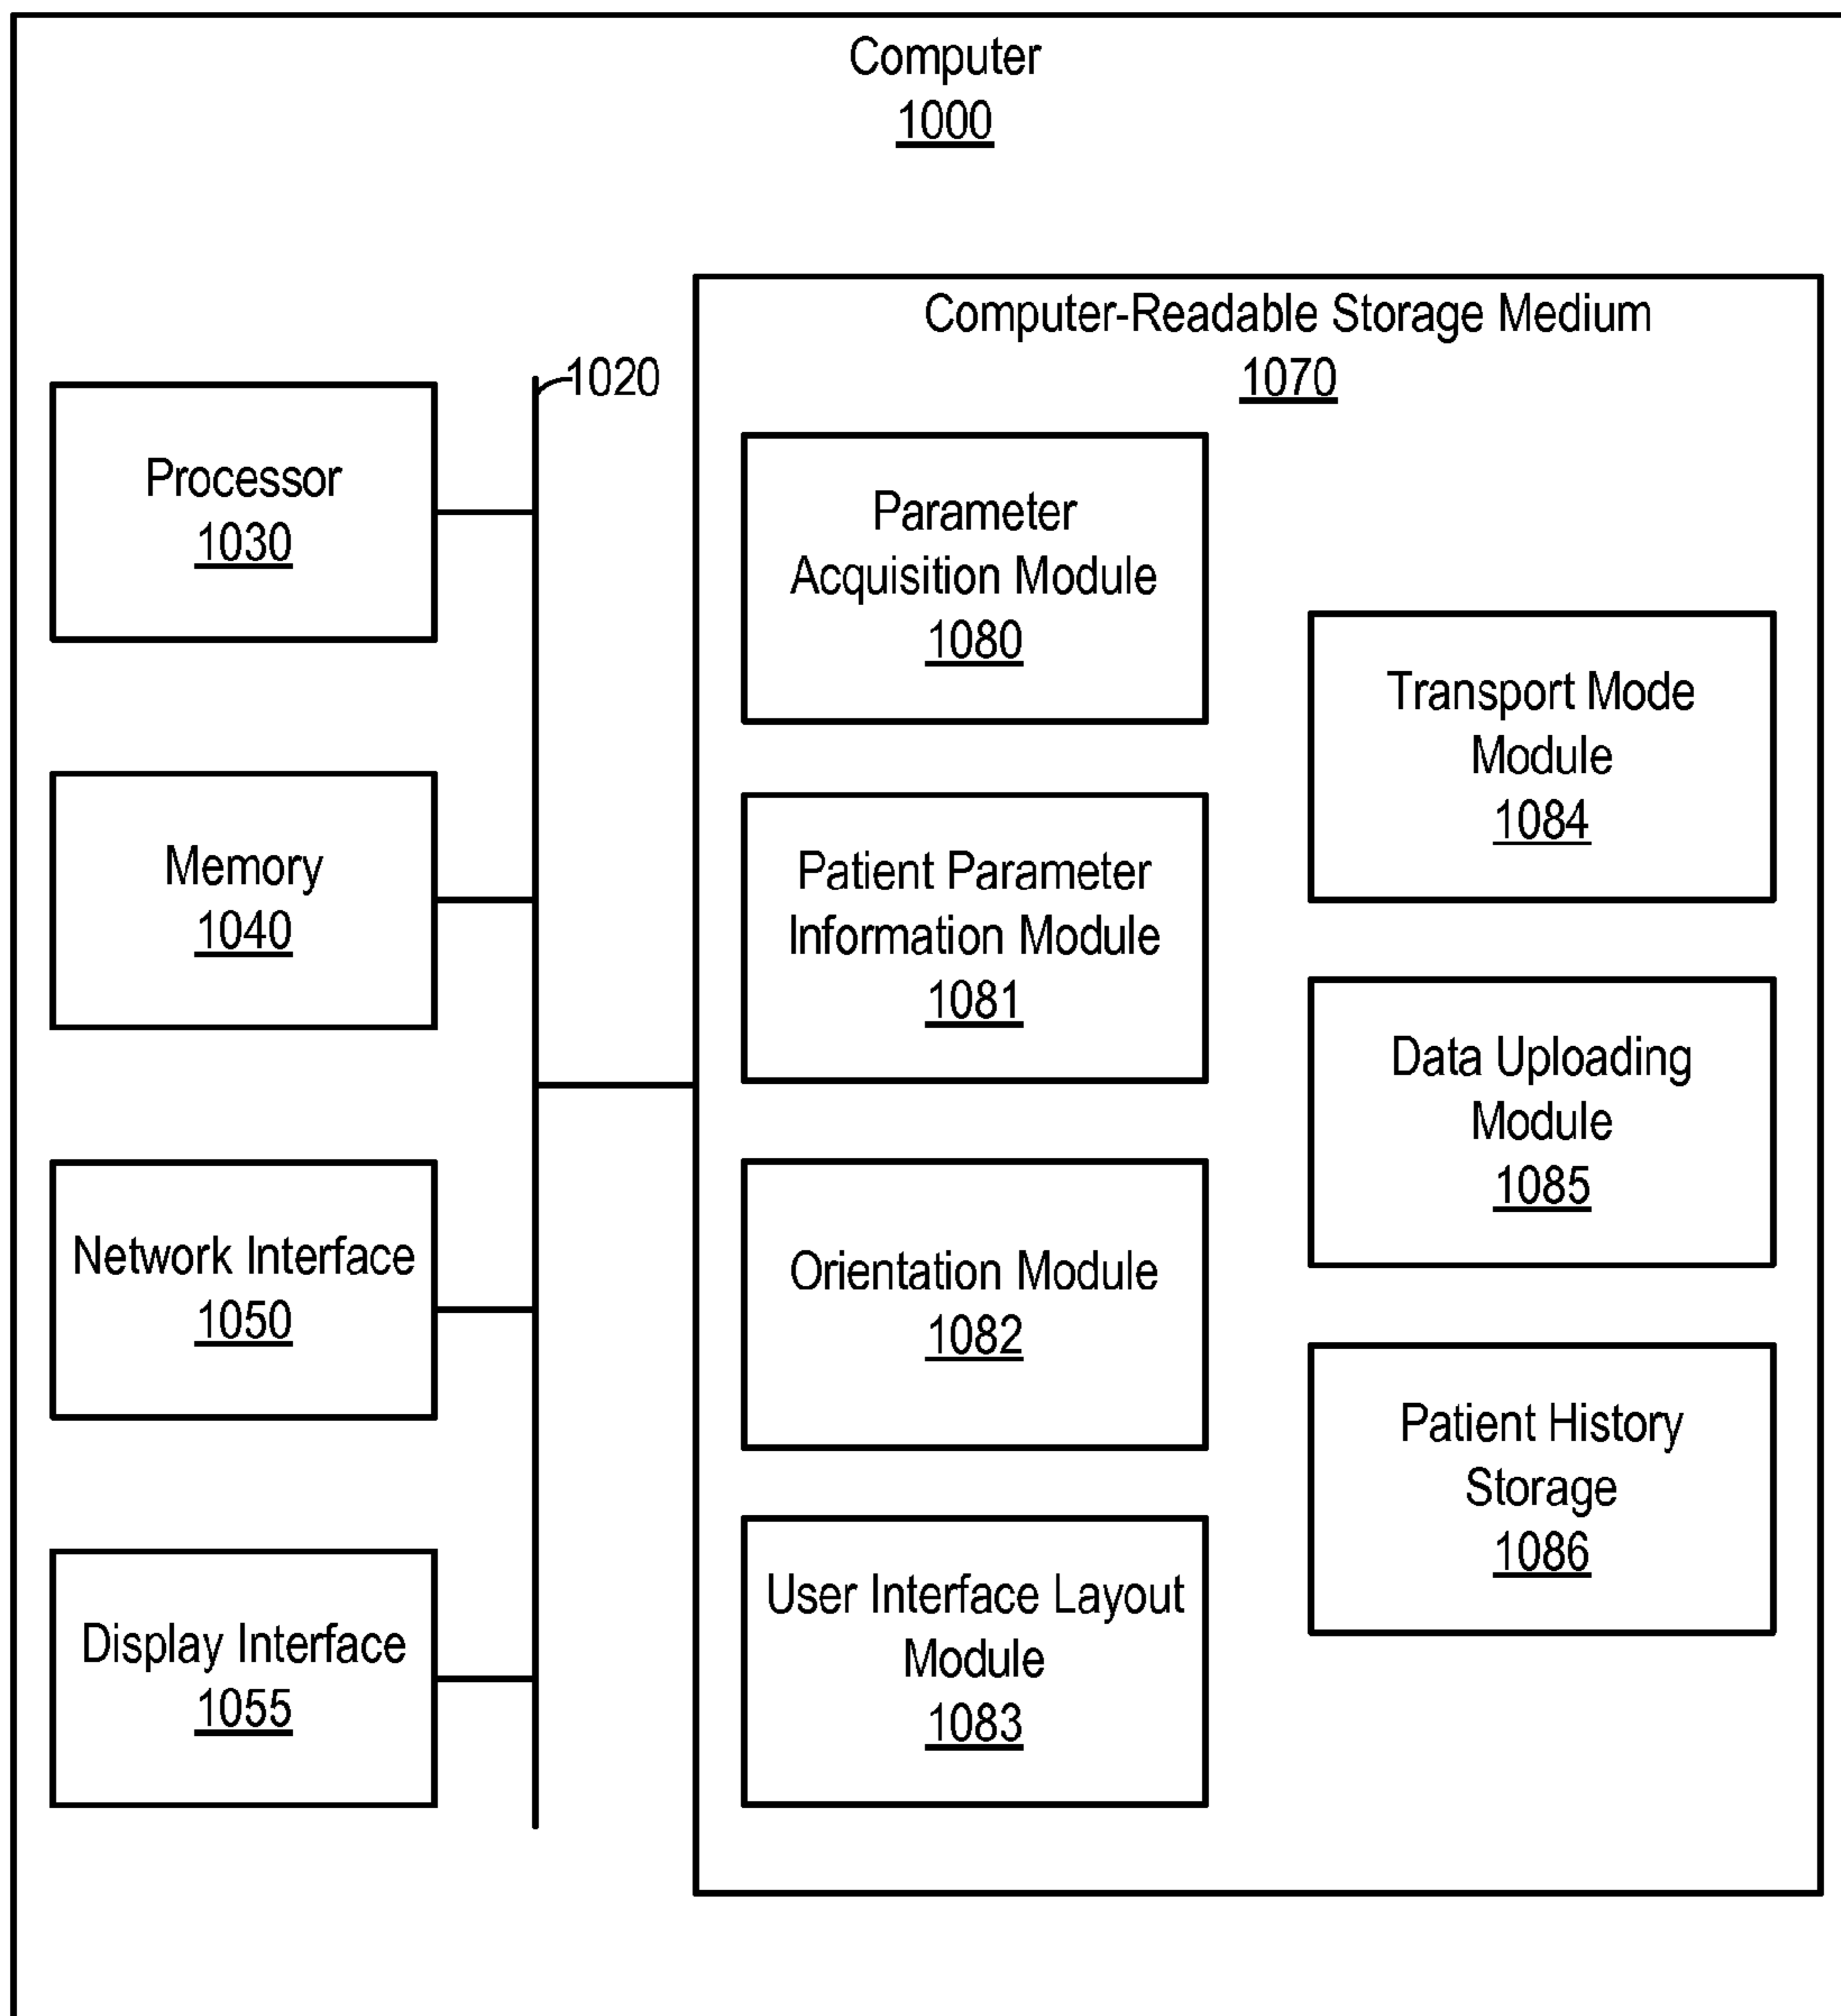 Computer
1000
1020
Processor
1030
Memory
1040
Network Interface
1050
Display Interface
1055
Computer-Readable Storage Medium
1070
Parameter
Acquisition Module
1080
Patient Parameter
Information Module
1081
Orientation Module
1082
User Interface Layout
Module
1083
Transport Mode
Module
1084
Data Uploading
Module
1085
Patient History
Storage
1086